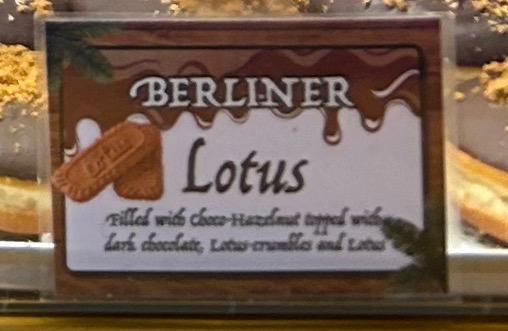 BERLINER
Lotus
Filled with Choco-Hazelnut topped with
dark chocolate, Lotus-crumbles and Lotus